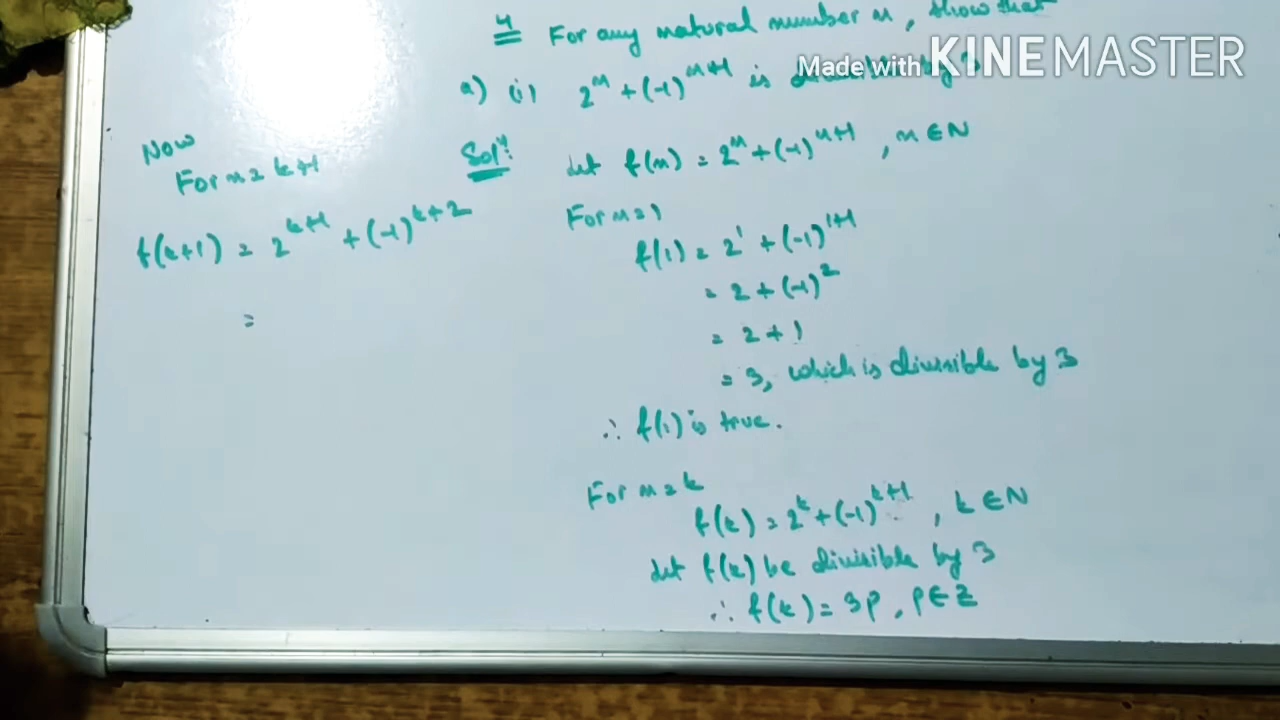 4 For any natural number n, show that
Made with KINEMASTER
a) (i) 2^n + (-1)^{n+1} is divisible by 3
Sol^n: Let f(n) = 2^n + (-1)^{n+1}, n ∈ N
For n = 1
f(1) = 2^1 + (-1)^{1+1}
= 2 + (-1)^2
= 2 + 1
= 3, which is divisible by 3
∴ f(1) is true.
For n = k
f(k) = 2^k + (-1)^{k+1}, k ∈ N
Let f(k) be divisible by 3
∴ f(k) = 3P, P ∈ Z
Now
For n = k+1
f(k+1) = 2^{k+1} + (-1)^{k+2}
=